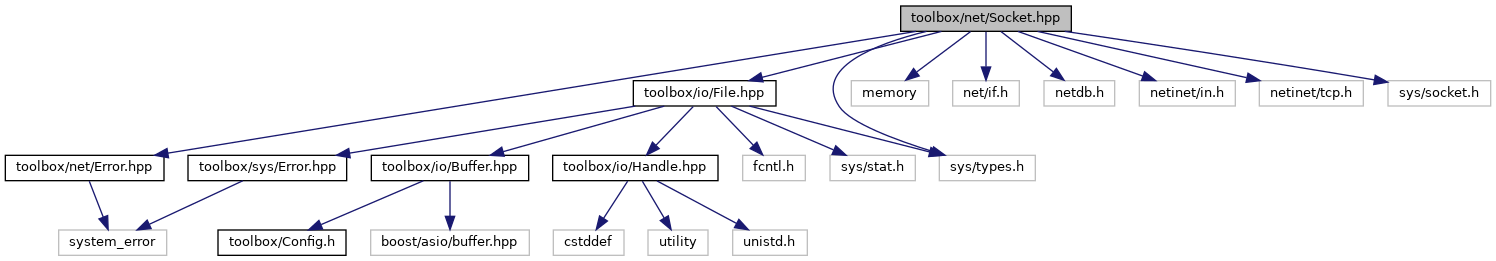 toolbox/net/Socket.hpp
toolbox/io/File.hpp
memory
net/if.h
netdb.h
netinet/in.h
netinet/tcp.h
sys/socket.h
toolbox/net/Error.hpp
toolbox/sys/Error.hpp
toolbox/io/Buffer.hpp
toolbox/io/Handle.hpp
fcntl.h
sys/stat.h
sys/types.h
system_error
toolbox/Config.h
boost/asio/buffer.hpp
cstddef
utility
unistd.h